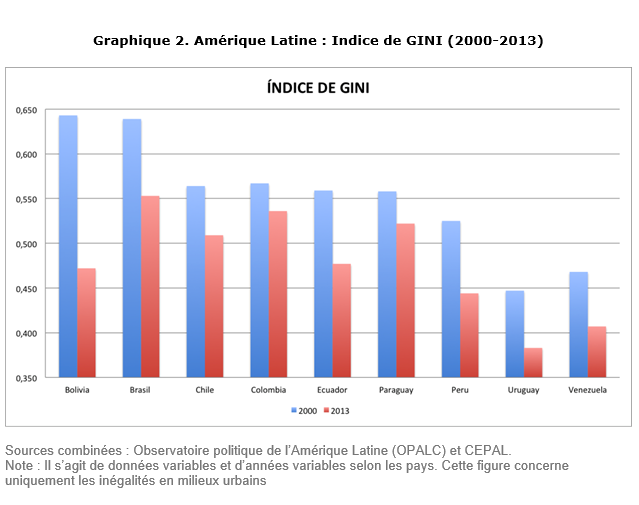 Graphique 2. Amérique Latine : Indice de GINI (2000-2013)
ÍNDICE DE GINI
0,650
0,600
0,550
0,500
0,450
0,400
0,350
Bolivia Brasil Chile Colombia Ecuador Paraguay Peru Uruguay Venezuela
2000 2013
Sources combinées : Observatoire politique de l'Amérique Latine (OPALC) et CEPAL.
Note : Il s'agit de données variables et d'années variables selon les pays. Cette figure concerne
uniquement les inégalités en milieux urbains